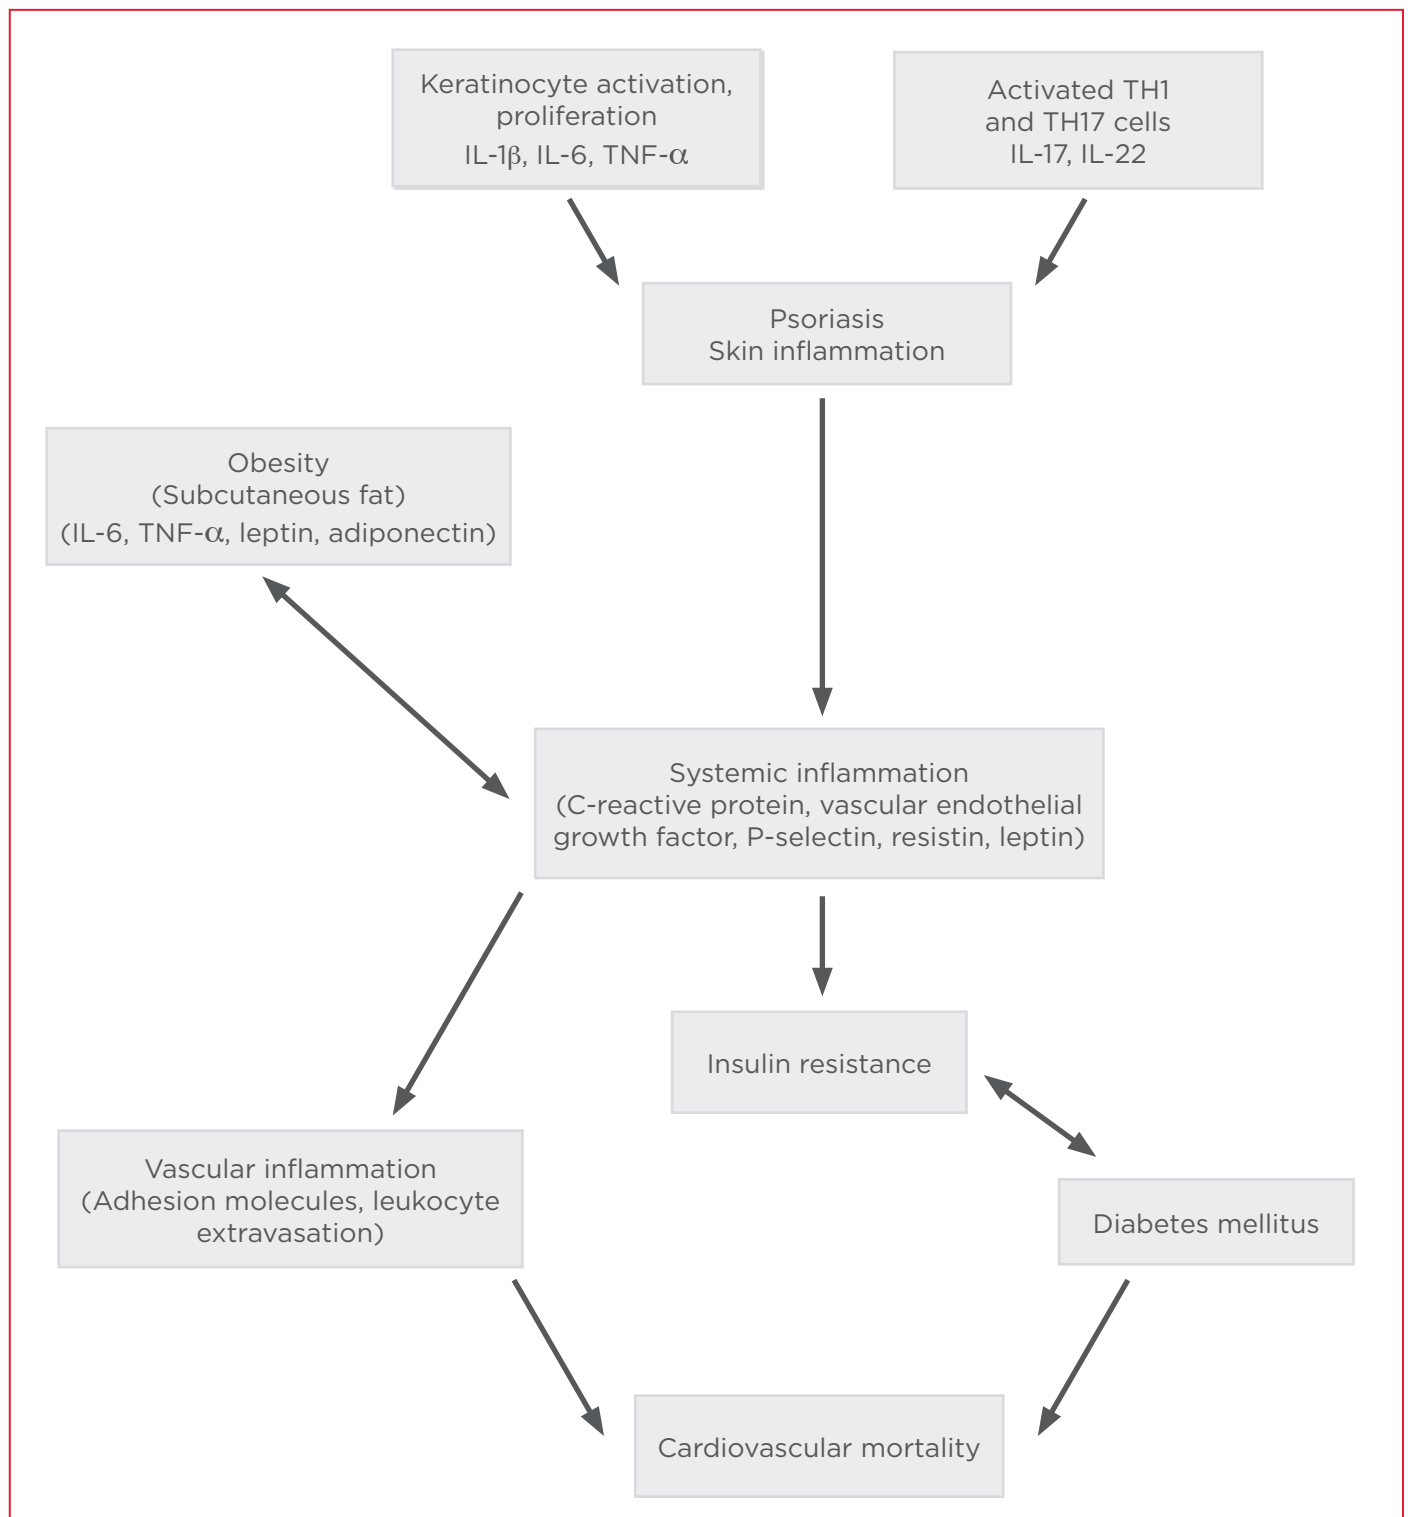 Keratinocyte activation,
proliferation
IL-1β, IL-6, TNF-α
Activated TH1
and TH17 cells
IL-17, IL-22
Psoriasis
Skin inflammation
Obesity
(Subcutaneous fat)
(IL-6, TNF-α, leptin, adiponectin)
Systemic inflammation
(C-reactive protein, vascular endothelial
growth factor, P-selectin, resistin, leptin)
Insulin resistance
Vascular inflammation
(Adhesion molecules, leukocyte
extravasation)
Diabetes mellitus
Cardiovascular mortality